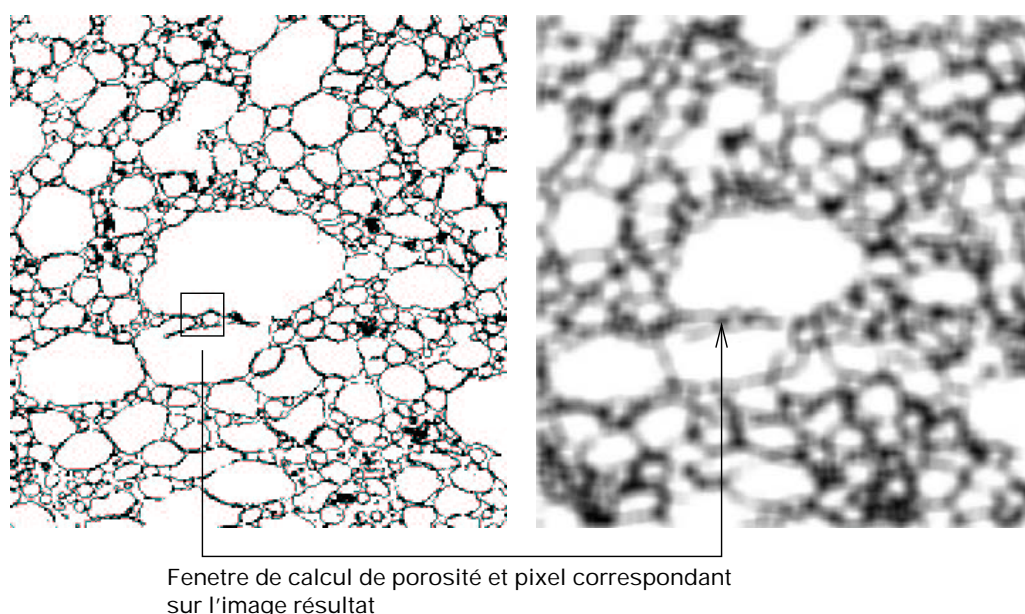 Fenetre de calcul de porosité et pixel correspondant
sur l'image résultat